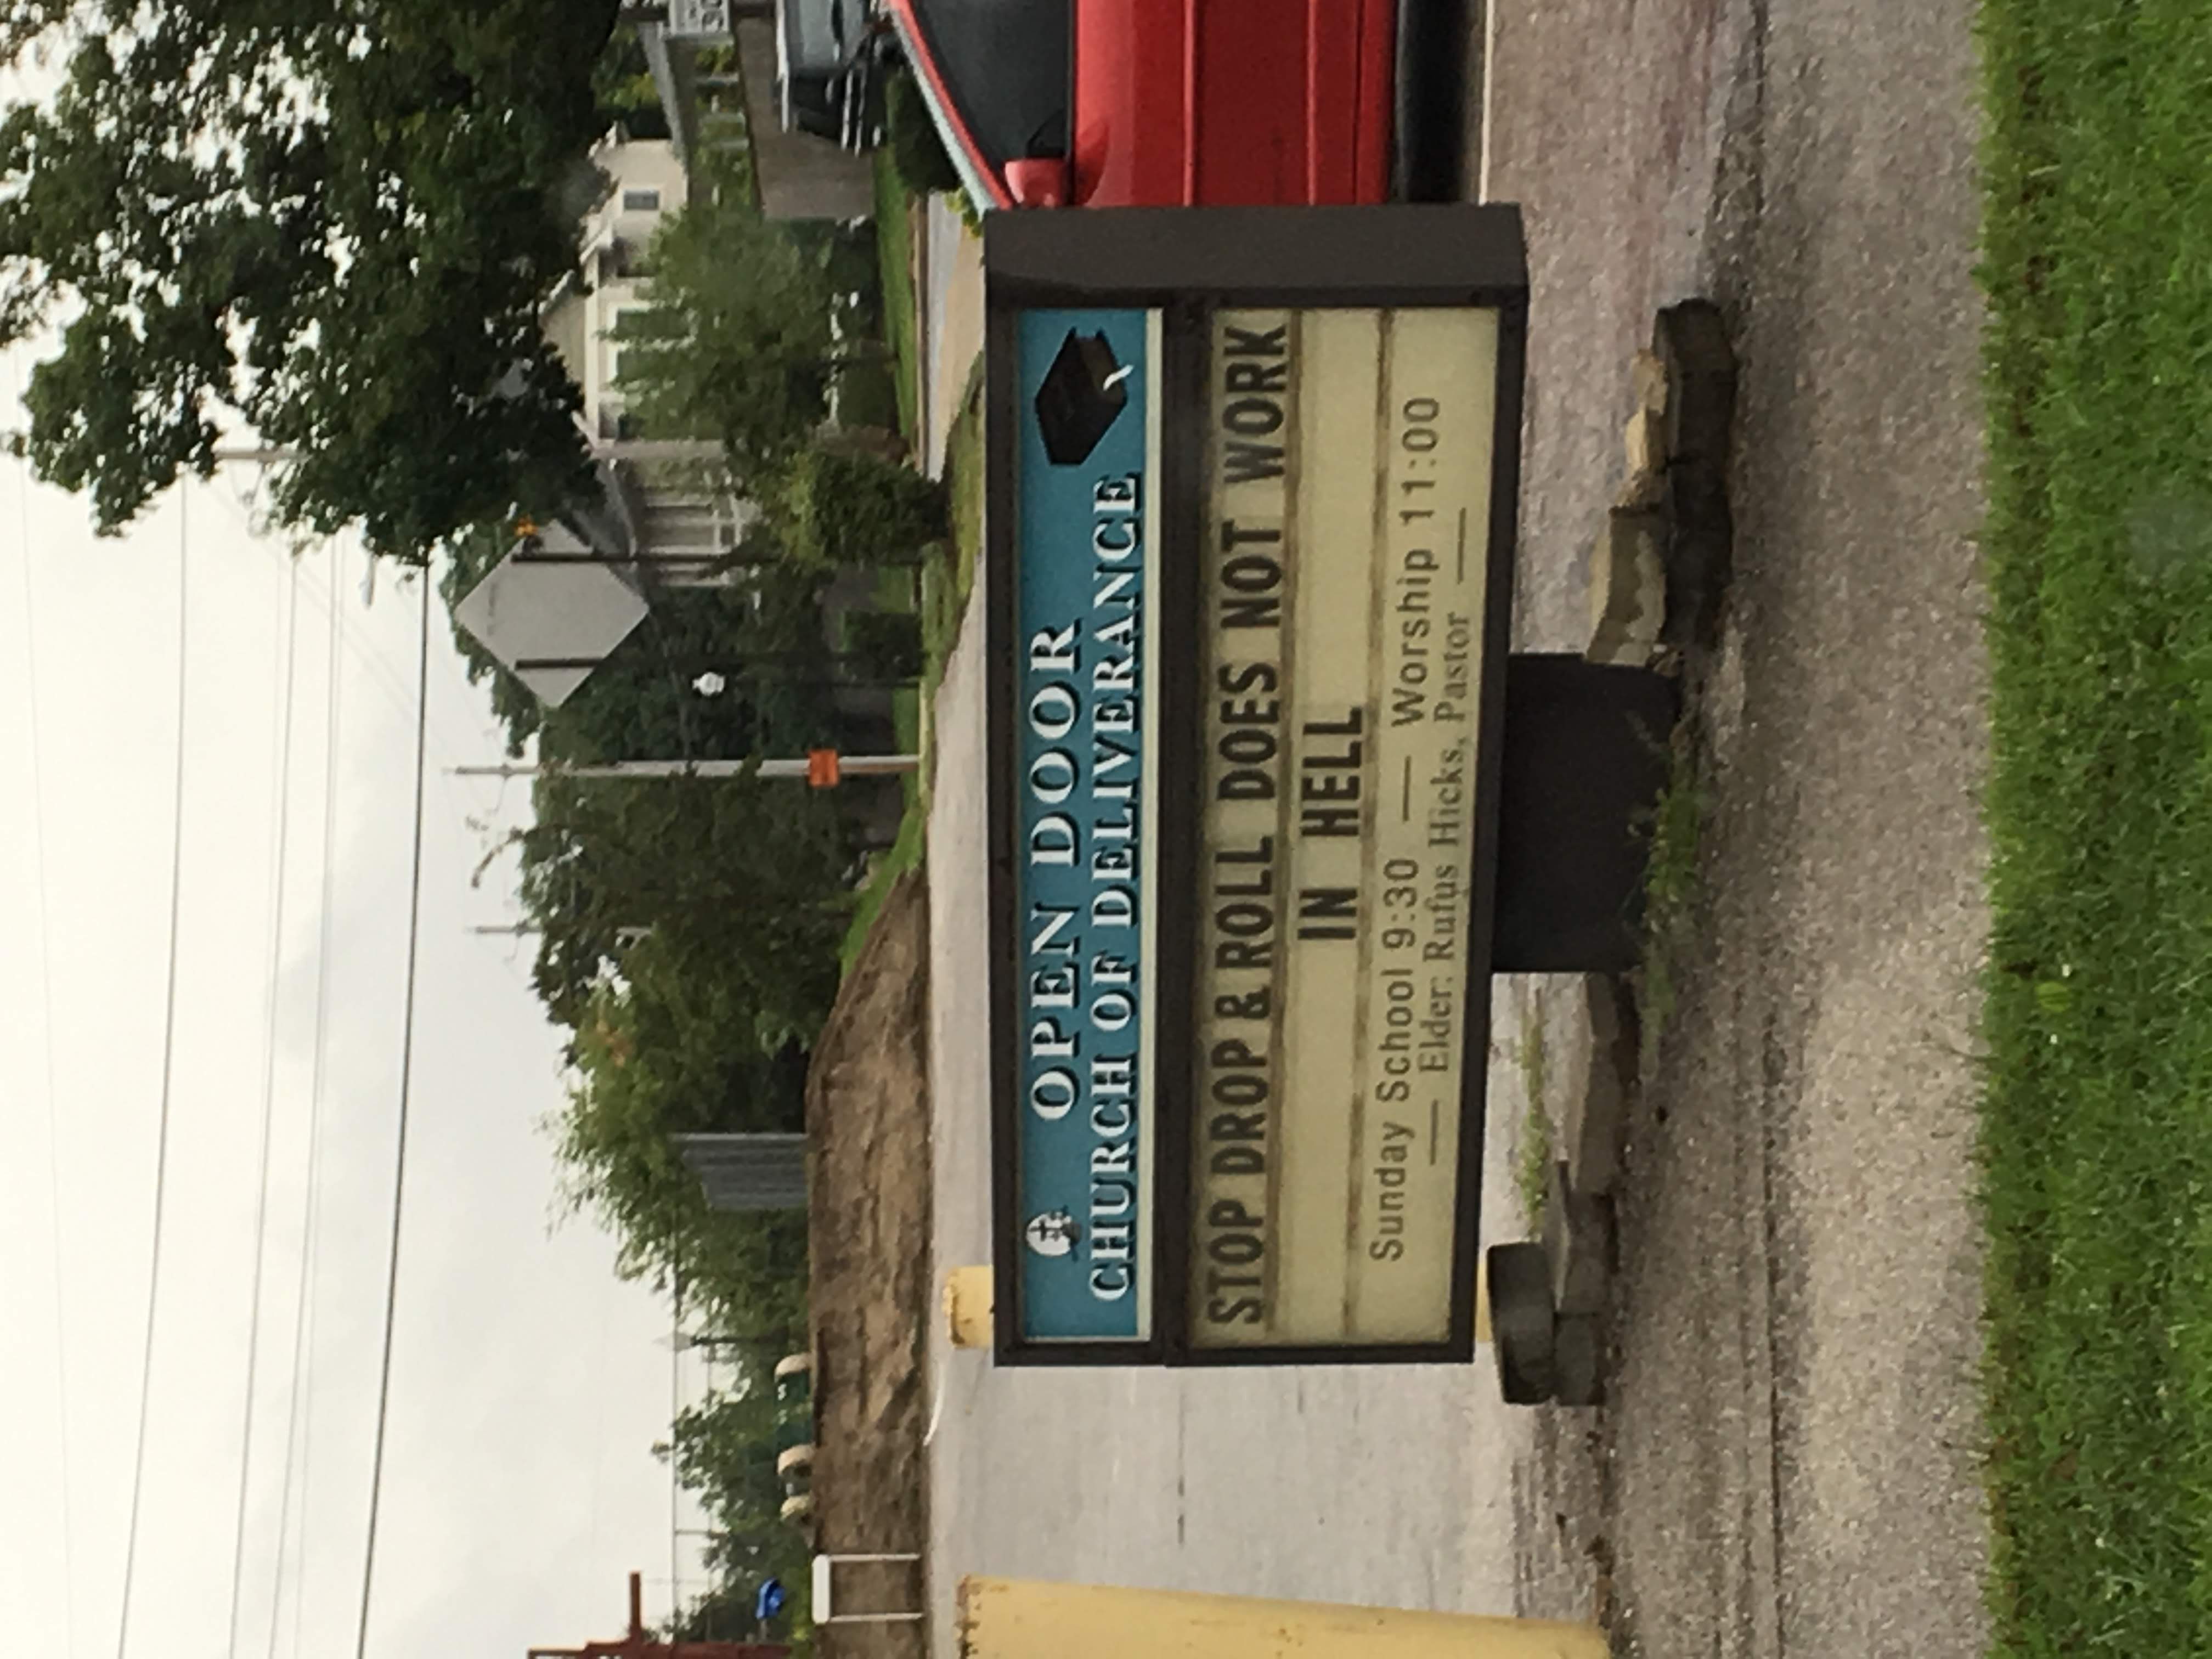 OPEN DOOR
CHURCH OF DELIVERANCE
STOP DROP & ROLL DOES NOT WORK
IN HELL
Sunday School 9:30 — Worship 11:00
— Elder: Rufus Hicks, Pastor —